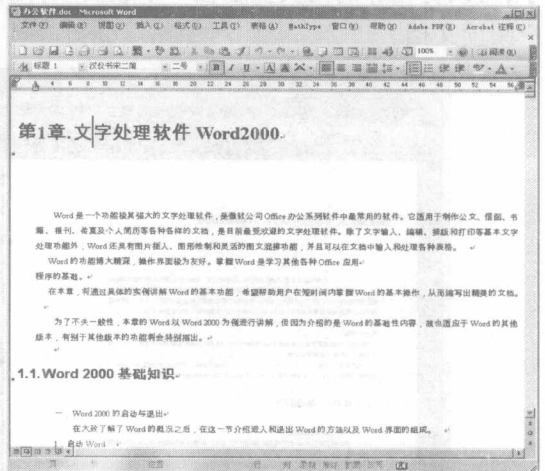 办公软件.doc - Microsoft Word
文件(F) 编辑(E) 视图(V) 插入(I) 格式(O) 工具(T) 表格(A) MathType 窗口(W) 帮助(H) Adobe PDF(B) Acrobat 注释(C)
100% 阅读(R)
标题 1 汉仪书宋二简 二号 B I U A A
第1章.文字处理软件 Word2000
Word 是一个功能极其强大的文字处理软件，是微软公司 Office 办公系列软件中最常用的软件。它适用于制作公文、信函、书
籍、报刊、传真及个人简历等各种各样的文档，是目前最受欢迎的文字处理软件。除了文字输入、编辑、排版和打印等基本文字
处理功能外，Word 还具有图片插入、图形绘制和灵活的图文混排功能，并且可以在文档中输入和处理各种表格。
Word 的功能博大精深，操作界面极为友好。掌握 Word 是学习其他各种 Office 应用
程序的基础。
在本章，将通过具体的实例讲解 Word 的基本功能，希望帮助用户在短时间内掌握 Word 的基本操作，从而编写出精美的文档。
为了不失一般性，本章的 Word 以 Word 2000 为例进行讲解，但因为介绍的是 Word 的基础性内容，故也适应于 Word 的其他
版本，有别于其他版本的功能将会特别指出。
1.1.Word 2000 基础知识
一 Word 2000 的启动与退出
在大致了解了 Word 的概况之后，在这一节介绍进入和退出 Word 的方法以及 Word 界面的组成。
1. 启动 Word
页 节 位置 行 列 录制 修订 扩展 改写